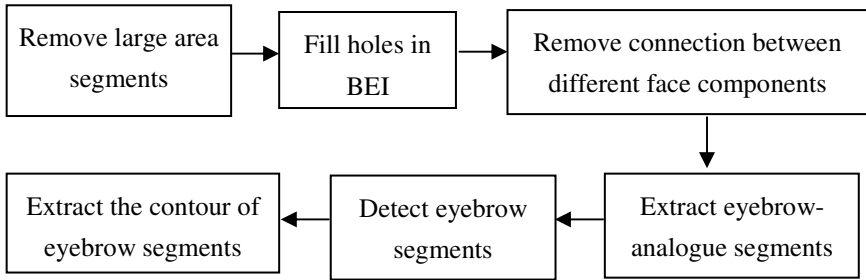 Remove large area
segments
Fill holes in
BEI
Remove connection between
different face components
Extract eyebrow-
analogue segments
Detect eyebrow
segments
Extract the contour of
eyebrow segments